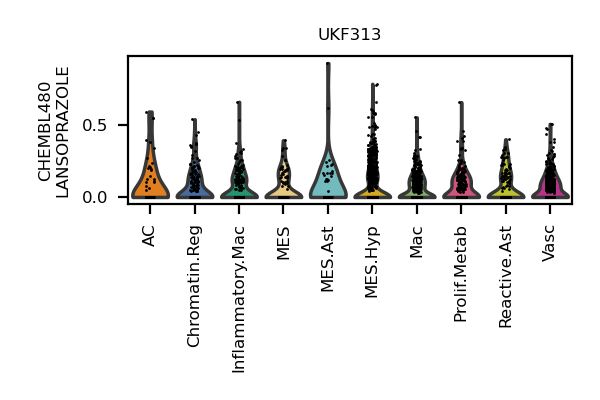 UKF313
CHEMBL480
LANSOPRAZOLE
0.5
0.0
AC
Chromatin.Reg
Inflammatory.Mac
MES
MES.Ast
MES.Hyp
Mac
Prolif.Metab
Reactive.Ast
Vasc